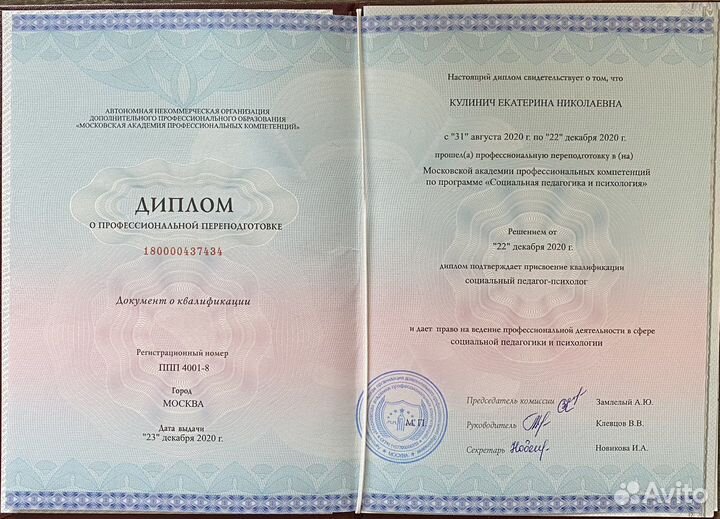 АВТОНОМНАЯ НЕКОММЕРЧЕСКАЯ ОРГАНИЗАЦИЯ
ДОПОЛНИТЕЛЬНОГО ПРОФЕССИОНАЛЬНОГО ОБРАЗОВАНИЯ
«МОСКОВСКАЯ АКАДЕМИЯ ПРОФЕССИОНАЛЬНЫХ КОМПЕТЕНЦИЙ»
ДИПЛОМ
О ПРОФЕССИОНАЛЬНОЙ ПЕРЕПОДГОТОВКЕ
180000437434
Документ о квалификации
Регистрационный номер
ППП 4001-8
Город
МОСКВА
Дата выдачи
"23" декабря 2020 г.
Настоящий диплом свидетельствует о том, что
КУЛИНИЧ ЕКАТЕРИНА НИКОЛАЕВНА
с "31" августа 2020 г. по "22" декабря 2020 г.
прошел(а) профессиональную переподготовку в (на)
Московской академии профессиональных компетенций
по программе «Социальная педагогика и психология»
Решением от
"22" декабря 2020 г.
диплом подтверждает присвоение квалификации
социальный педагог-психолог
и дает право на ведение профессиональной деятельности в сфере
социальной педагогики и психологии
Председатель комиссии Замлелый А.Ю.
М.П.
Руководитель Клевцов В.В.
Секретарь Новикова И.А.
МОСКВА
Avito